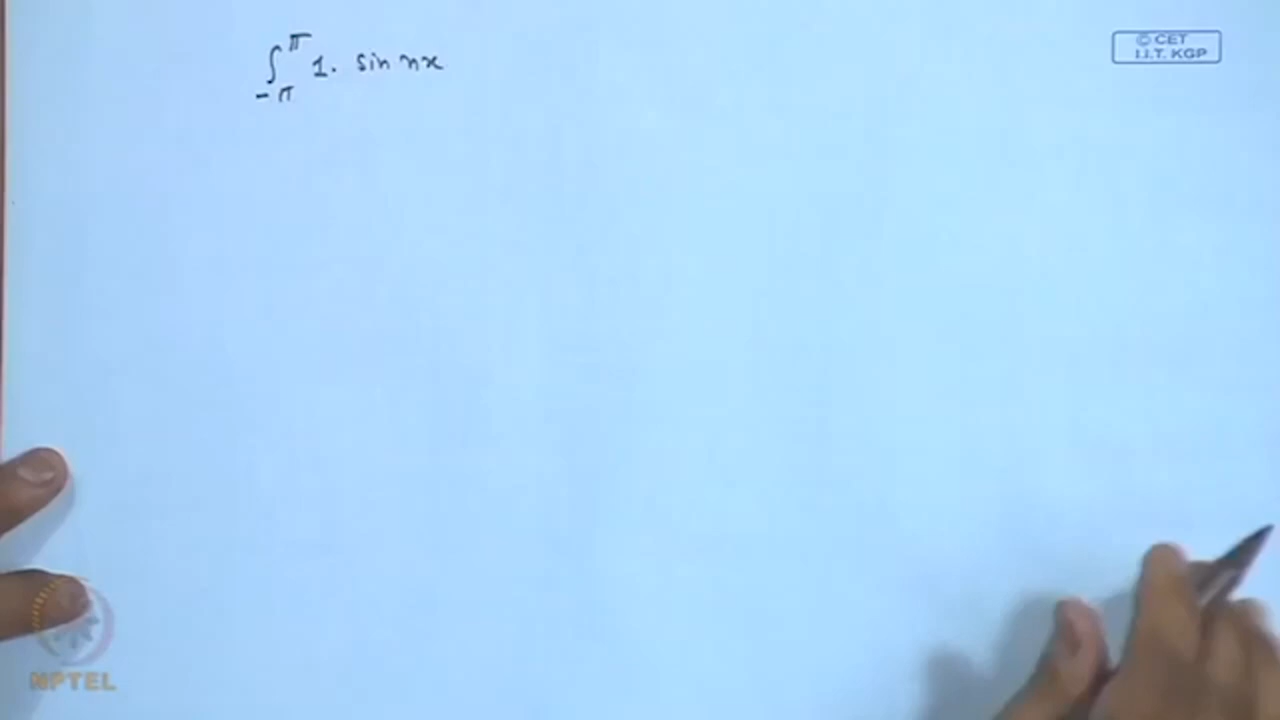 ∫_{-π}^{π} 1. sin nx
© CET
I.I.T. KGP
NPTEL